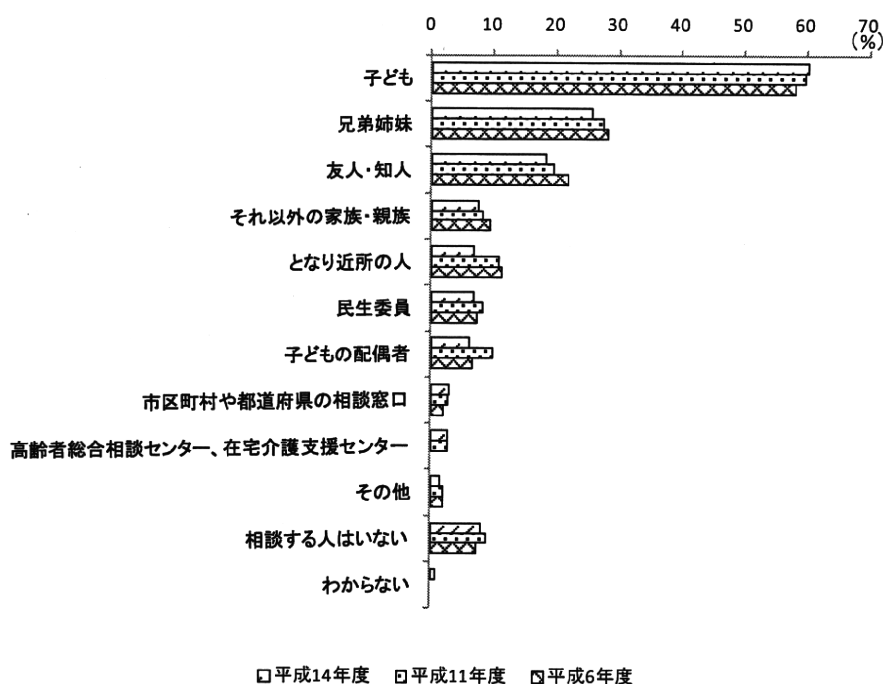 0 10 20 30 40 50 60 70
(%)
子ども
兄弟姉妹
友人・知人
それ以外の家族・親族
となり近所の人
民生委員
子どもの配偶者
市区町村や都道府県の相談窓口
高齢者総合相談センター、在宅介護支援センター
その他
相談する人はいない
わからない
平成14年度 平成11年度 平成6年度